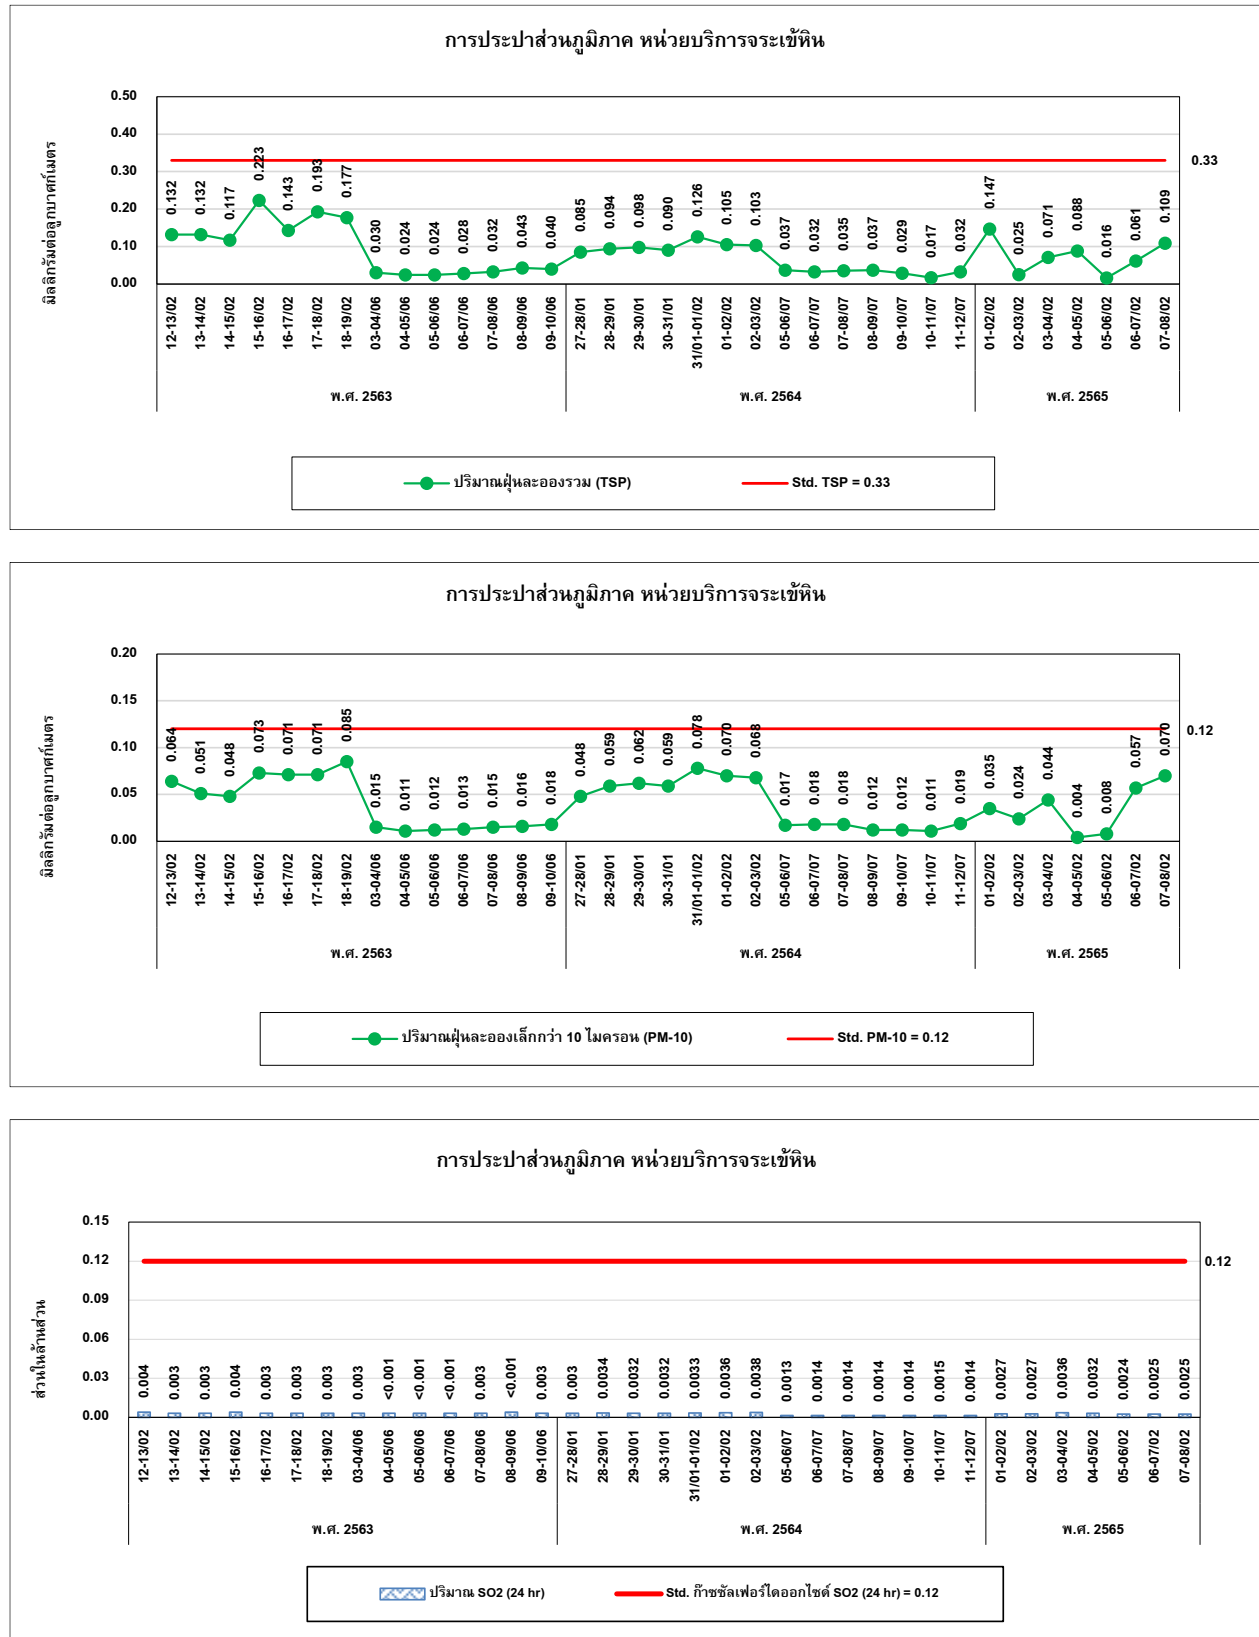 การประปาส่วนภูมิภาค หน่วยบริการจระเข้หิน
มิลลิกรัมต่อลูกบาศก์เมตร
0.50
0.40
0.30
0.20
0.10
0.00
0.33
0.132 0.132 0.117 0.223 0.143 0.193 0.177 0.030 0.024 0.024 0.028 0.032 0.043 0.040 0.085 0.094 0.098 0.090 0.126 0.105 0.103 0.037 0.032 0.035 0.037 0.029 0.017 0.032 0.147 0.025 0.071 0.088 0.016 0.061 0.109
12-13/02 13-14/02 14-15/02 15-16/02 16-17/02 17-18/02 18-19/02 03-04/06 04-05/06 05-06/06 06-07/06 07-08/06 08-09/06 09-10/06 27-28/01 28-29/01 29-30/01 30-31/01 31/01-01/02 01-02/02 02-03/02 05-06/07 06-07/07 07-08/07 08-09/07 09-10/07 10-11/07 11-12/07 01-02/02 02-03/02 03-04/02 04-05/02 05-06/02 06-07/02 07-08/02
พ.ศ. 2563 พ.ศ. 2564 พ.ศ. 2565
ปริมาณฝุ่นละอองรวม (TSP) Std. TSP = 0.33
การประปาส่วนภูมิภาค หน่วยบริการจระเข้หิน
มิลลิกรัมต่อลูกบาศก์เมตร
0.20
0.15
0.10
0.05
0.00
0.12
0.064 0.051 0.048 0.073 0.071 0.071 0.085 0.015 0.011 0.012 0.013 0.015 0.016 0.018 0.048 0.059 0.062 0.059 0.078 0.070 0.068 0.017 0.018 0.018 0.012 0.012 0.011 0.019 0.035 0.024 0.044 0.004 0.008 0.057 0.070
12-13/02 13-14/02 14-15/02 15-16/02 16-17/02 17-18/02 18-19/02 03-04/06 04-05/06 05-06/06 06-07/06 07-08/06 08-09/06 09-10/06 27-28/01 28-29/01 29-30/01 30-31/01 31/01-01/02 01-02/02 02-03/02 05-06/07 06-07/07 07-08/07 08-09/07 09-10/07 10-11/07 11-12/07 01-02/02 02-03/02 03-04/02 04-05/02 05-06/02 06-07/02 07-08/02
พ.ศ. 2563 พ.ศ. 2564 พ.ศ. 2565
ปริมาณฝุ่นละอองเล็กกว่า 10 ไมครอน (PM-10) Std. PM-10 = 0.12
การประปาส่วนภูมิภาค หน่วยบริการจระเข้หิน
ส่วนในล้านส่วน
0.15
0.12
0.09
0.06
0.03
0.00
0.12
0.004 0.003 0.003 0.004 0.003 0.003 0.003 0.003 <0.001 <0.001 <0.001 0.003 <0.001 0.003 0.003 0.0034 0.0032 0.0032 0.0033 0.0036 0.0038 0.0013 0.0014 0.0014 0.0014 0.0014 0.0015 0.0014 0.0027 0.0027 0.0036 0.0032 0.0024 0.0025 0.0025
12-13/02 13-14/02 14-15/02 15-16/02 16-17/02 17-18/02 18-19/02 03-04/06 04-05/06 05-06/06 06-07/06 07-08/06 08-09/06 09-10/06 27-28/01 28-29/01 29-30/01 30-31/01 31/01-01/02 01-02/02 02-03/02 05-06/07 06-07/07 07-08/07 08-09/07 09-10/07 10-11/07 11-12/07 01-02/02 02-03/02 03-04/02 04-05/02 05-06/02 06-07/02 07-08/02
พ.ศ. 2563 พ.ศ. 2564 พ.ศ. 2565
ปริมาณ SO2 (24 hr) Std. ก๊าซซัลเฟอร์ไดออกไซด์ SO2 (24 hr) = 0.12